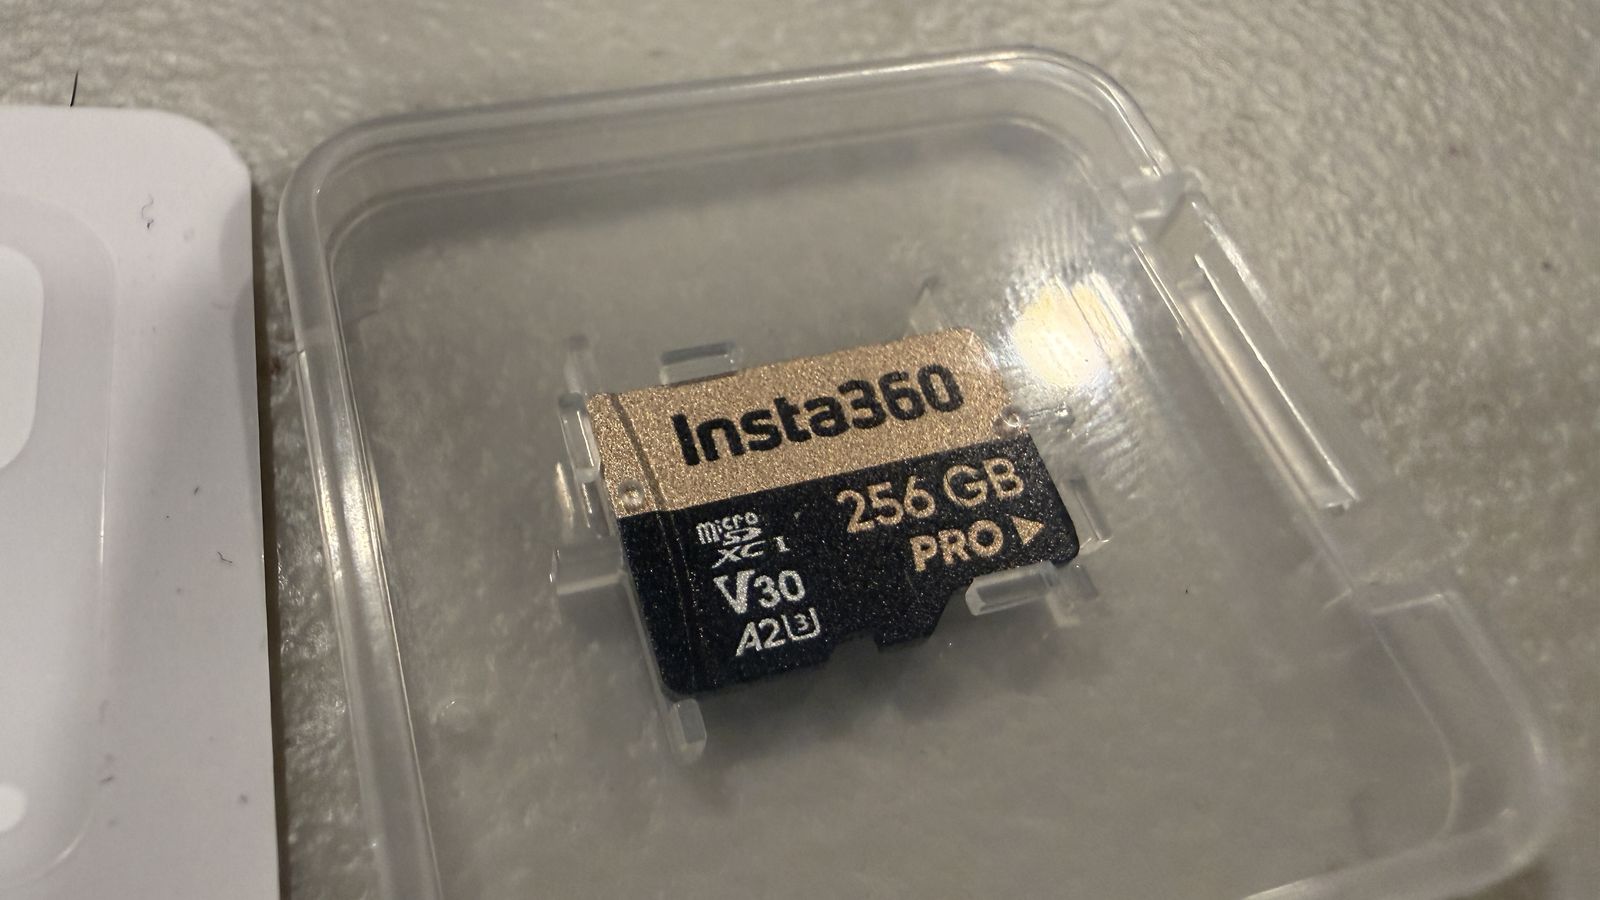 Insta360
256 GB
PRO
micro
SD
XC I
V30
A2 3